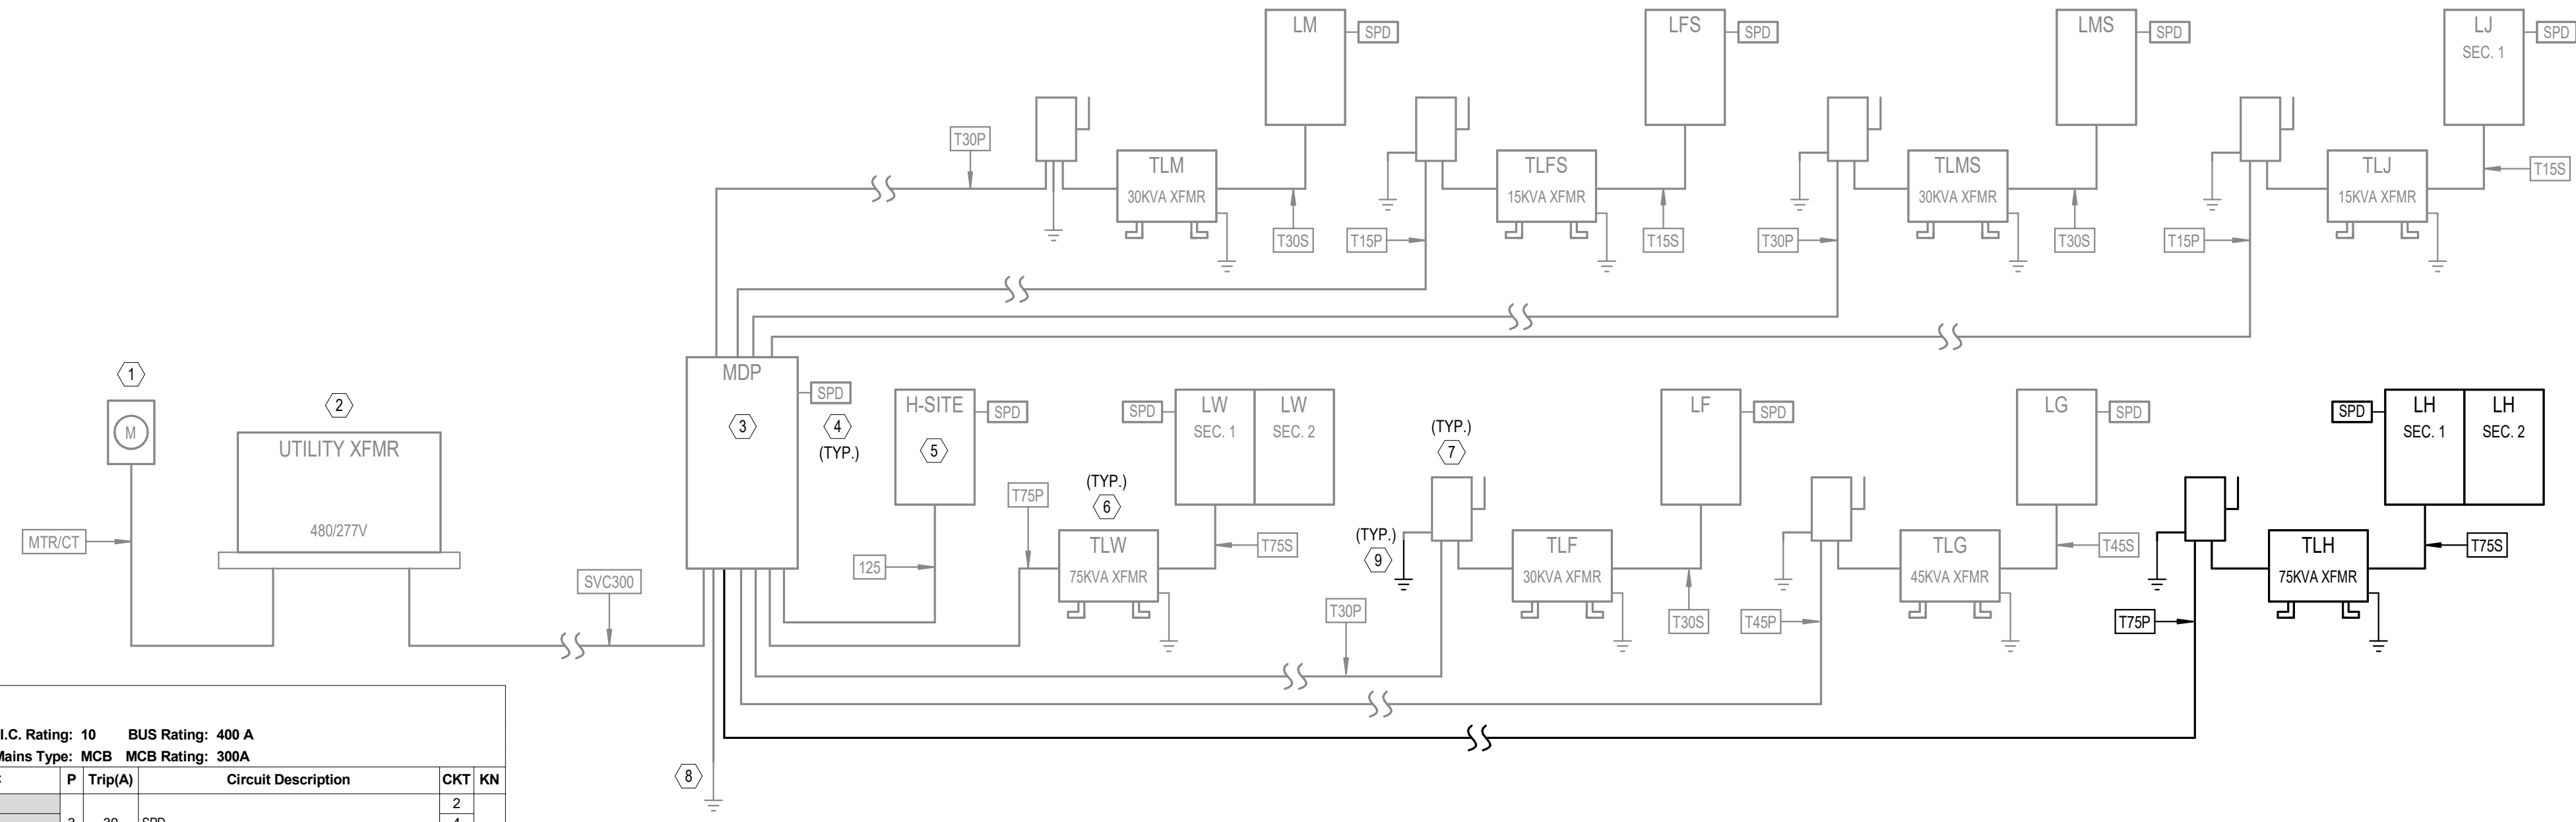 LM
SPD
LFS
SPD
LMS
SPD
LJ
SEC. 1
SPD
T30P
TLM
30KVA XFMR
T30S
T15P
TLFS
15KVA XFMR
T15S
T30P
TLMS
30KVA XFMR
T30S
T15P
TLJ
15KVA XFMR
T15S
1
M
MTR/CT
2
UTILITY XFMR
480/277V
SVC300
MDP
3
SPD
4
(TYP.)
H-SITE
SPD
5
125
T75P
(TYP.)
6
TLW
75KVA XFMR
SPD
LW
SEC. 1
LW
SEC. 2
T75S
(TYP.)
7
(TYP.)
9
T30P
TLF
30KVA XFMR
LF
SPD
T30S
T45P
TLG
45KVA XFMR
LG
SPD
T45S
T75P
TLH
75KVA XFMR
SPD
LH
SEC. 1
LH
SEC. 2
T75S
8
I.C. Rating: 10 BUS Rating: 400 A
Mains Type: MCB MCB Rating: 300A
P Trip(A) Circuit Description CKT KN
2
3 30 SPD 4